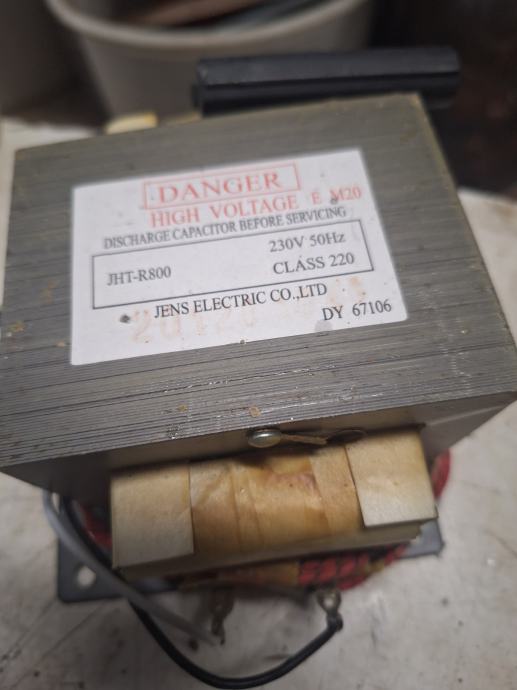 DANGER
HIGH VOLTAGE E M20
DISCHARGE CAPACITOR BEFORE SERVICING
230V 50Hz
JHT-R800
CLASS 220
JENS ELECTRIC CO.,LTD
DY 67106